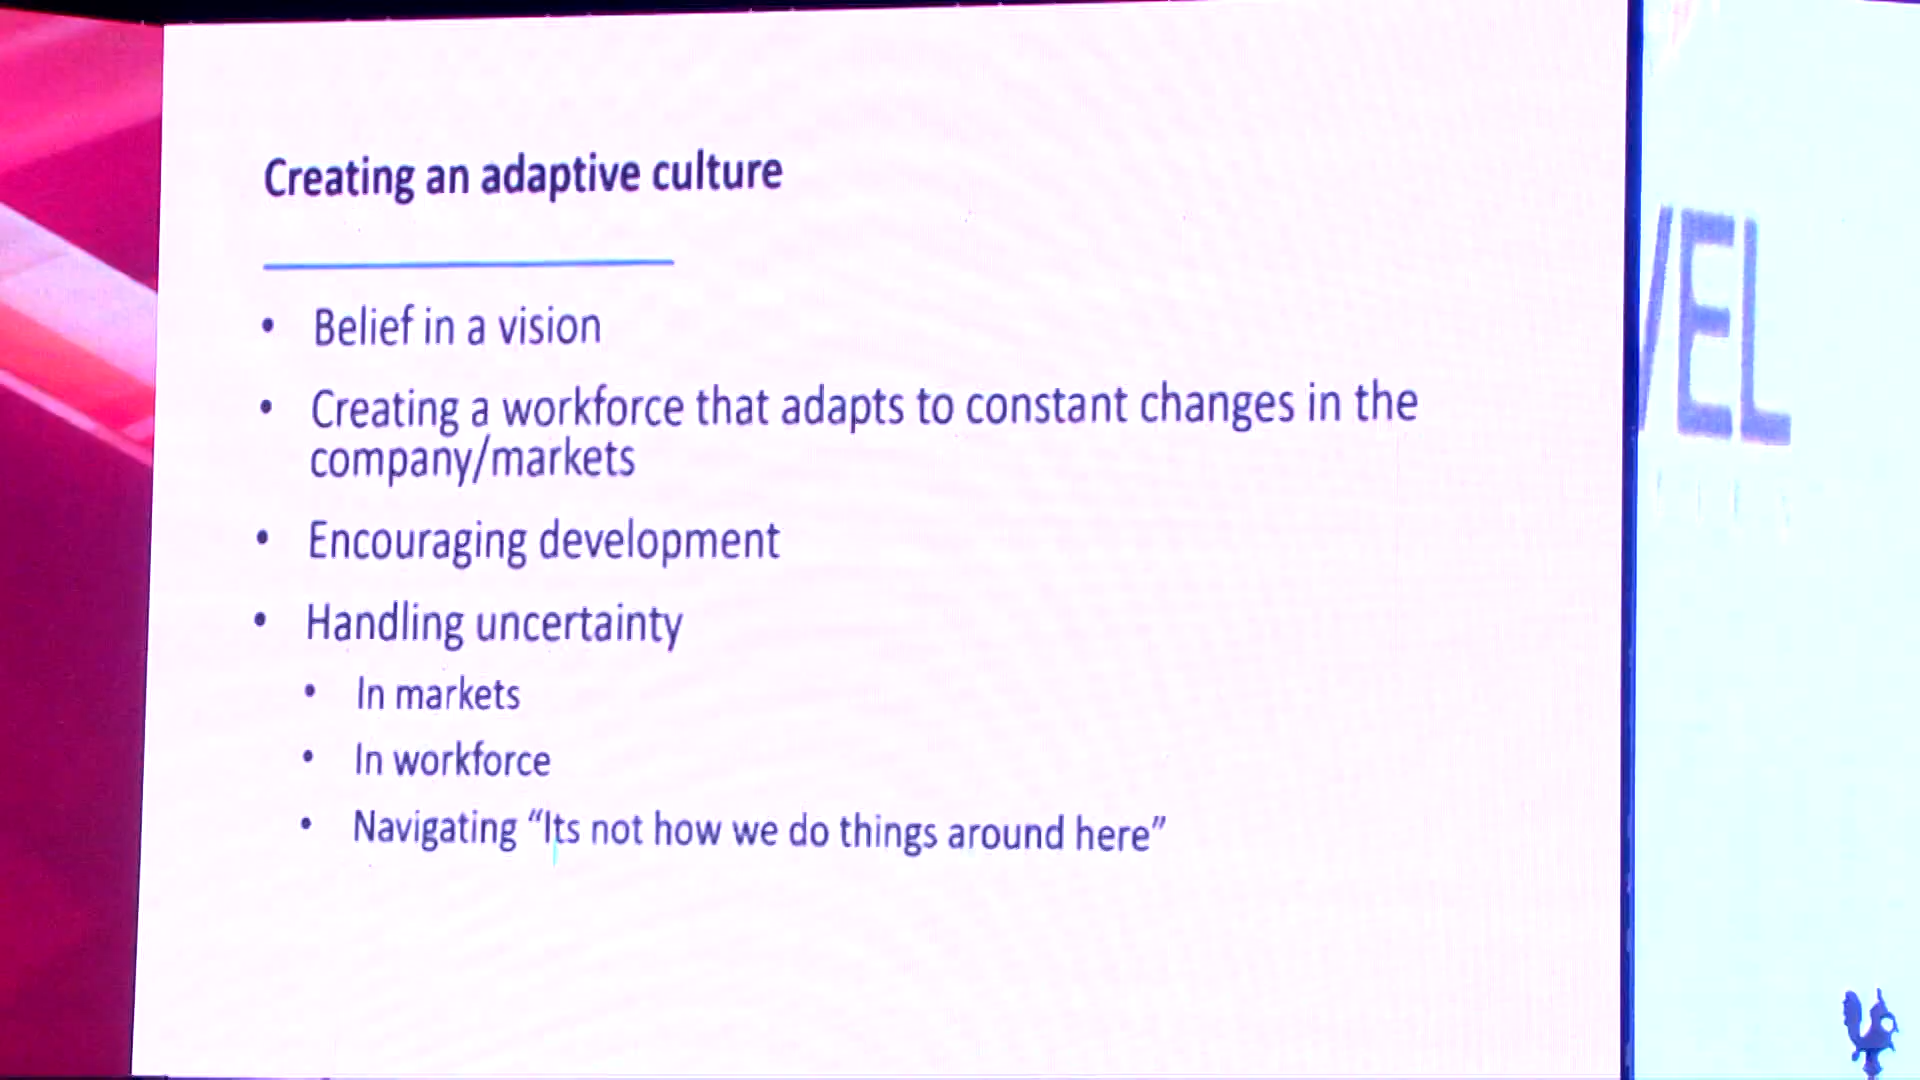 Creating an adaptive culture
• Belief in a vision
• Creating a workforce that adapts to constant changes in the
company/markets
• Encouraging development
• Handling uncertainty
• In markets
• In workforce
• Navigating “Its not how we do things around here”
VEL